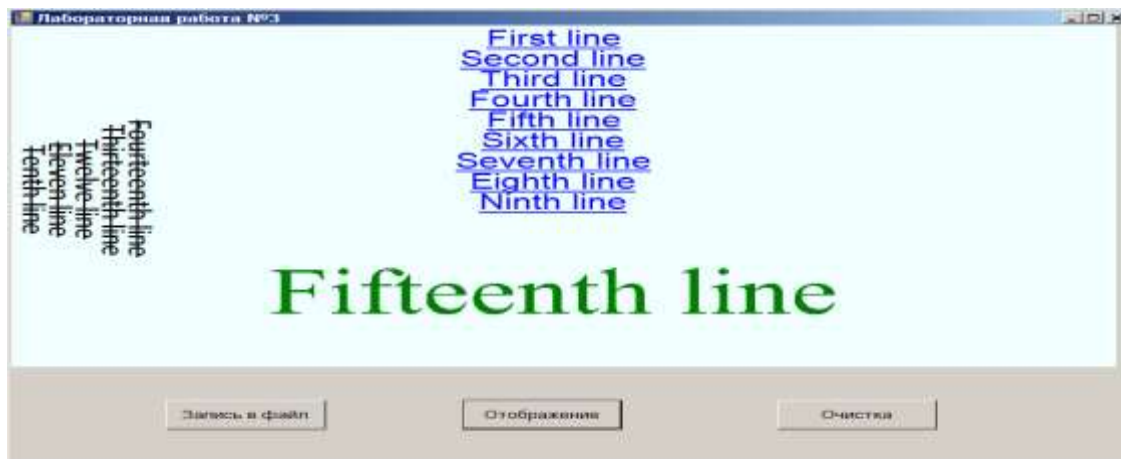 Лабораторная работа №3
First line
Second line
Third line
Fourth line
Fifth line
Sixth line
Seventh line
Eighth line
Ninth line
Tenth line
Eleven line
Twelve line
Thirteenth line
Fourteenth line
Fifteenth line
Запись в файл
Отображение
Очистка